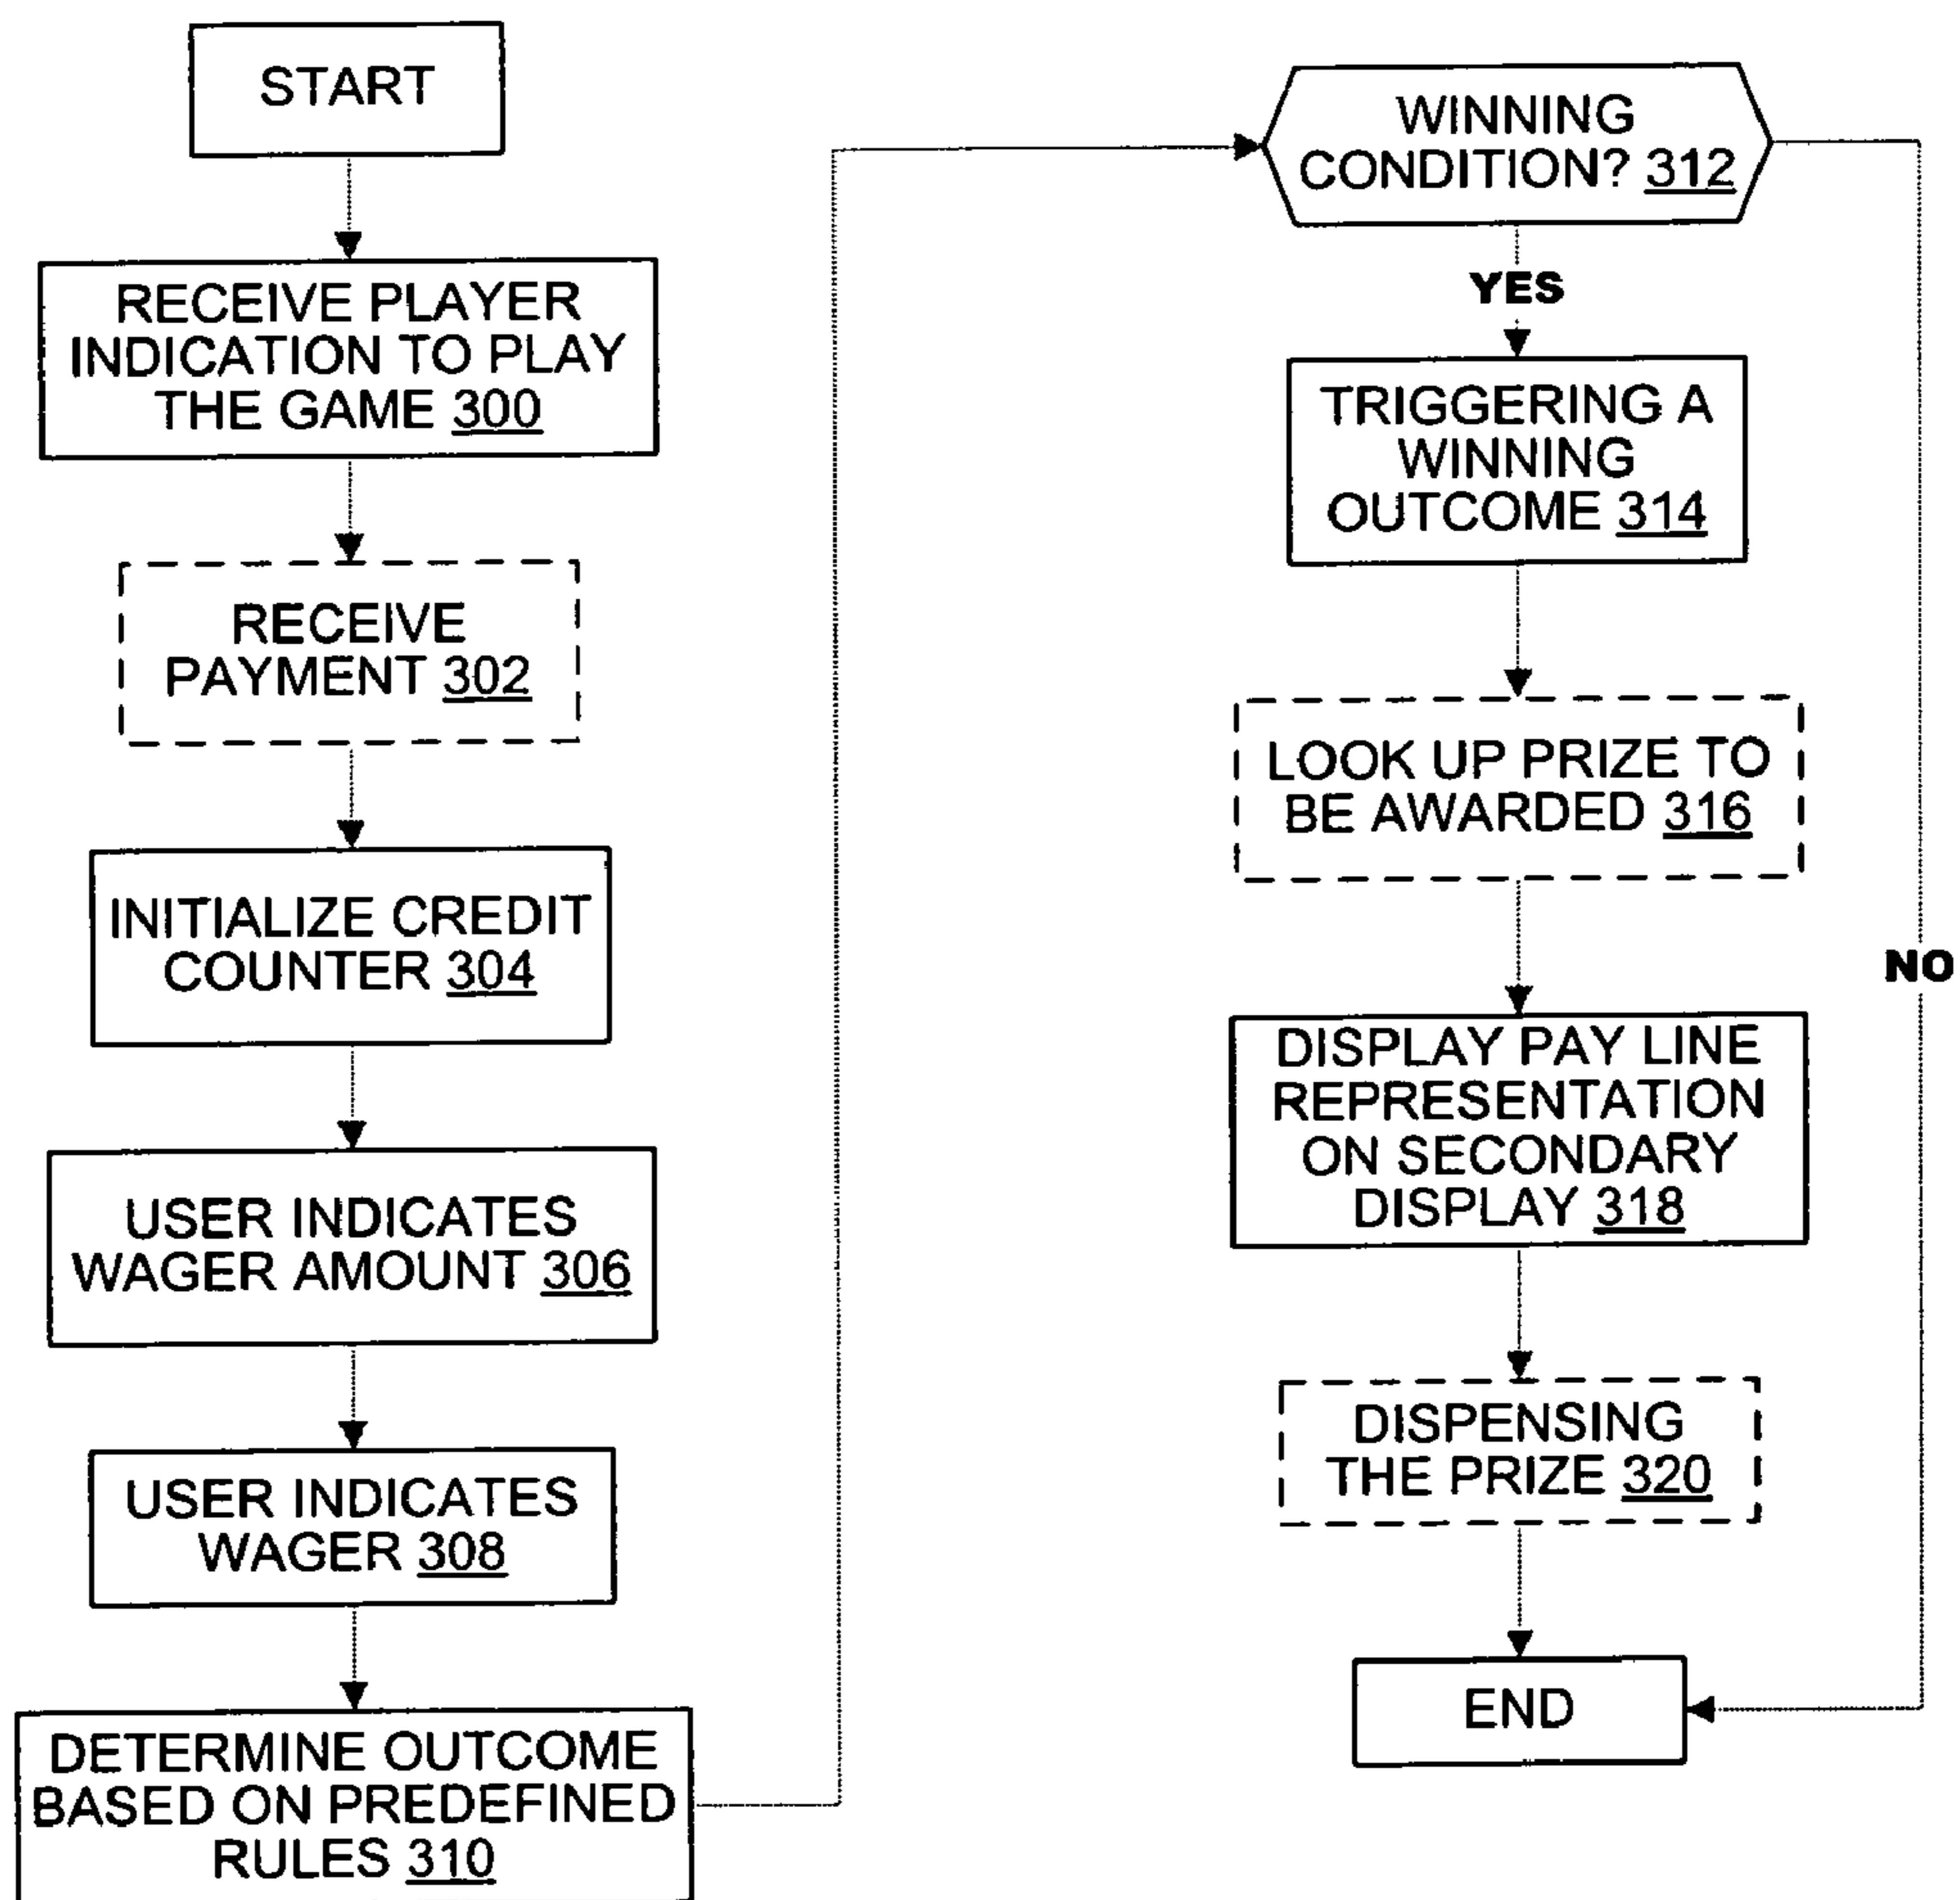 START
RECEIVE PLAYER
INDICATION TO PLAY
THE GAME 300
RECEIVE
PAYMENT 302
INITIALIZE CREDIT
COUNTER 304
USER INDICATES
WAGER AMOUNT 306
USER INDICATES
WAGER 308
DETERMINE OUTCOME
BASED ON PREDEFINED
RULES 310
WINNING
CONDITION? 312
YES
TRIGGERING A
WINNING
OUTCOME 314
LOOK UP PRIZE TO
BE AWARDED 316
NO
DISPLAY PAY LINE
REPRESENTATION
ON SECONDARY
DISPLAY 318
DISPENSING
THE PRIZE 320
END